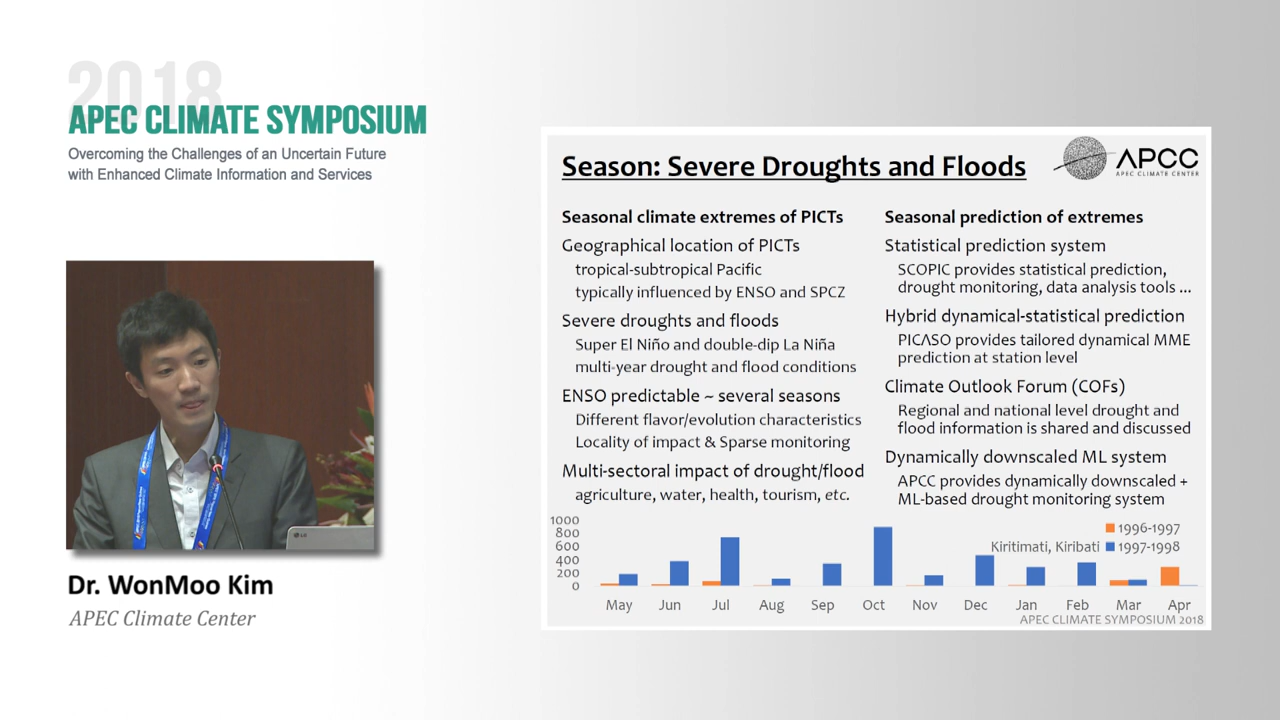 2018
APEC CLIMATE SYMPOSIUM
Overcoming the Challenges of an Uncertain Future
with Enhanced Climate Information and Services
LG
Dr. WonMoo Kim
APEC Climate Center
Season: Severe Droughts and Floods
APCC
APEC CLIMATE CENTER
Seasonal climate extremes of PICTs
Geographical location of PICTs
tropical-subtropical Pacific
typically influenced by ENSO and SPCZ
Severe droughts and floods
Super El Niño and double-dip La Niña
multi-year drought and flood conditions
ENSO predictable ~ several seasons
Different flavor/evolution characteristics
Locality of impact & Sparse monitoring
Multi-sectoral impact of drought/flood
agriculture, water, health, tourism, etc.
Seasonal prediction of extremes
Statistical prediction system
SCOPIC provides statistical prediction,
drought monitoring, data analysis tools ...
Hybrid dynamical-statistical prediction
PICASO provides tailored dynamical MME
prediction at station level
Climate Outlook Forum (COFs)
Regional and national level drought and
flood information is shared and discussed
Dynamically downscaled ML system
APCC provides dynamically downscaled +
ML-based drought monitoring system
1000
800
600
400
200
0
1996-1997
Kiritimati, Kiribati 1997-1998
May Jun Jul Aug Sep Oct Nov Dec Jan Feb Mar Apr
APEC CLIMATE SYMPOSIUM 2018